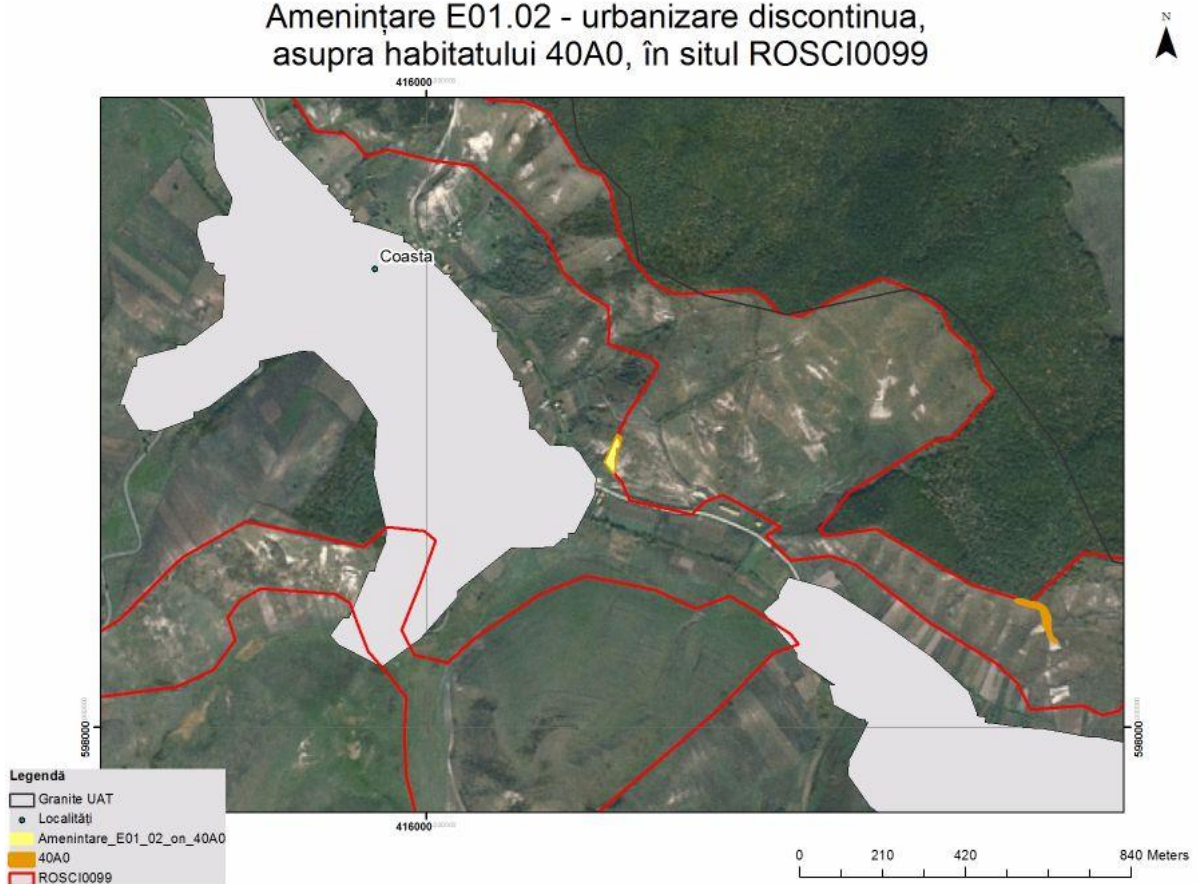 Amenințare E01.02 - urbanizare discontinua,
asupra habitatului 40A0, în situl ROSCI0099
N
416000
Coasta
598000
598000
Legendă
Granite UAT
Localități
Amenintare_E01_02_on_40A0
40A0
ROSCI0099
416000
0 210 420 840 Meters